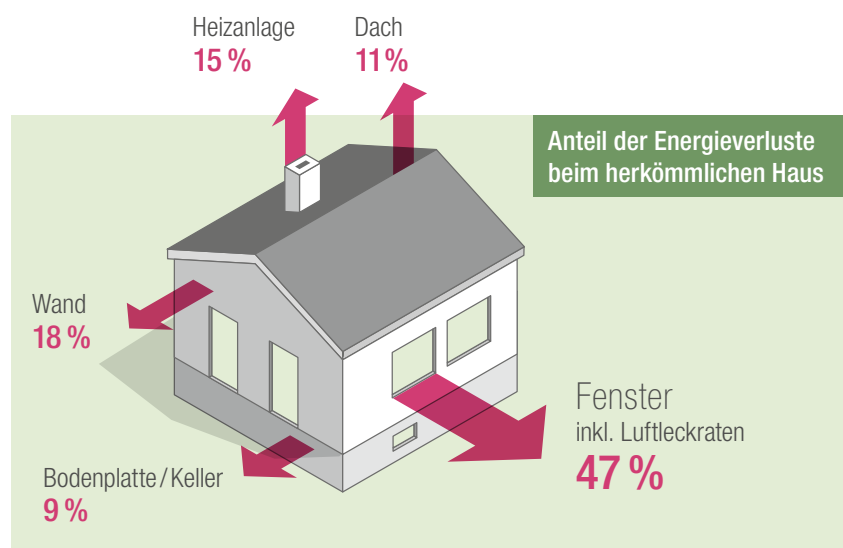 Heizanlage
15 %
Dach
11 %
Anteil der Energieverluste
beim herkömmlichen Haus
Wand
18 %
Fenster
inkl. Luftleckraten
47 %
Bodenplatte / Keller
9 %